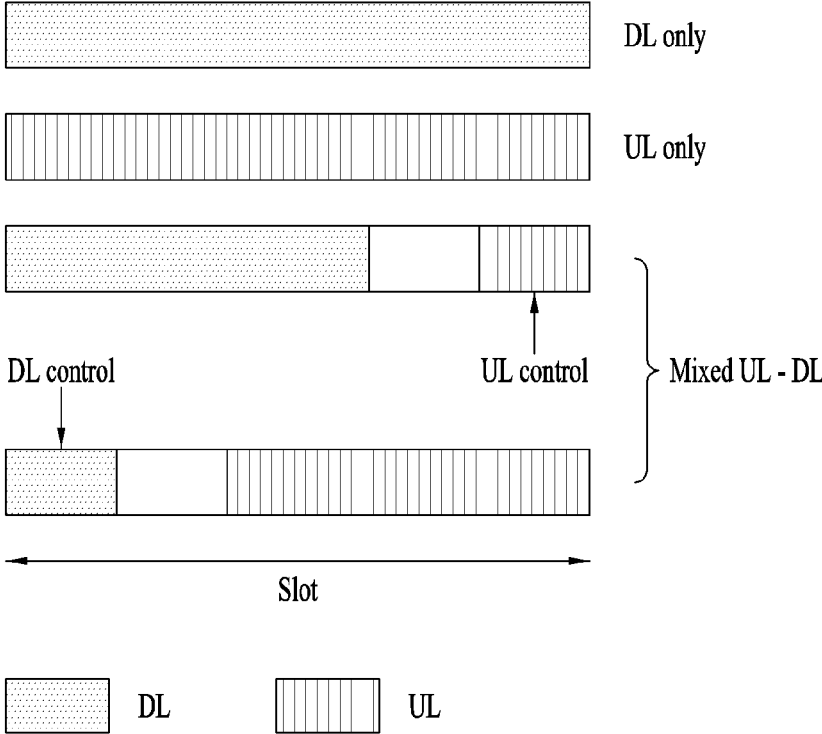 DL only
UL only
DL control
UL control
Mixed UL - DL
Slot
DL
UL